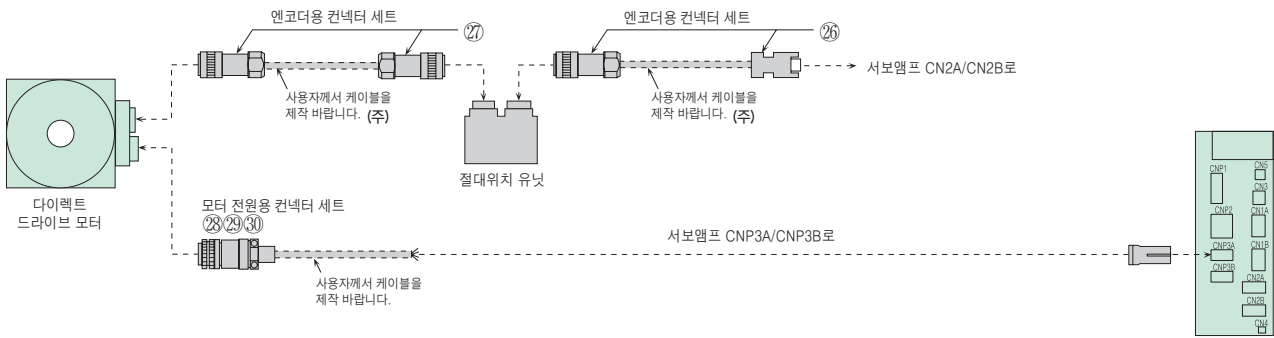 엔코더용 컨넥터 세트
㉗
엔코더용 컨넥터 세트
㉖
서보앰프 CN2A/CN2B로
사용자께서 케이블을
제작 바랍니다. (주)
사용자께서 케이블을
제작 바랍니다. (주)
절대위치 유닛
다이렉트
드라이브 모터
모터 전원용 컨넥터 세트
㉘㉙㉚
서보앰프 CNP3A/CNP3B로
사용자께서 케이블을
제작 바랍니다.
CNP1
CN5
CN3
CNP2
CN1A
CNP3A
CN1B
CNP3B
CN2A
CN2B
CN4